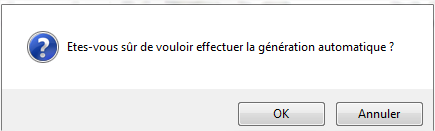 Etes-vous sûr de vouloir effectuer la génération automatique ?
OK
Annuler